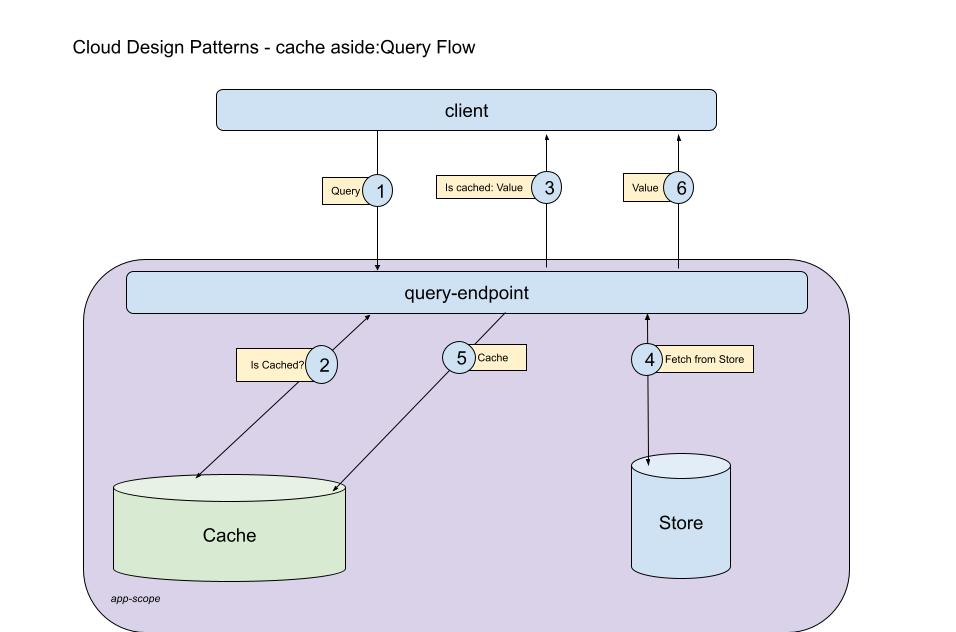 Cloud Design Patterns - cache aside:Query Flow
client
Query 1
Is cached: Value 3
Value 6
query-endpoint
Is Cached? 2
5 Cache
4 Fetch from Store
Cache
Store
app-scope